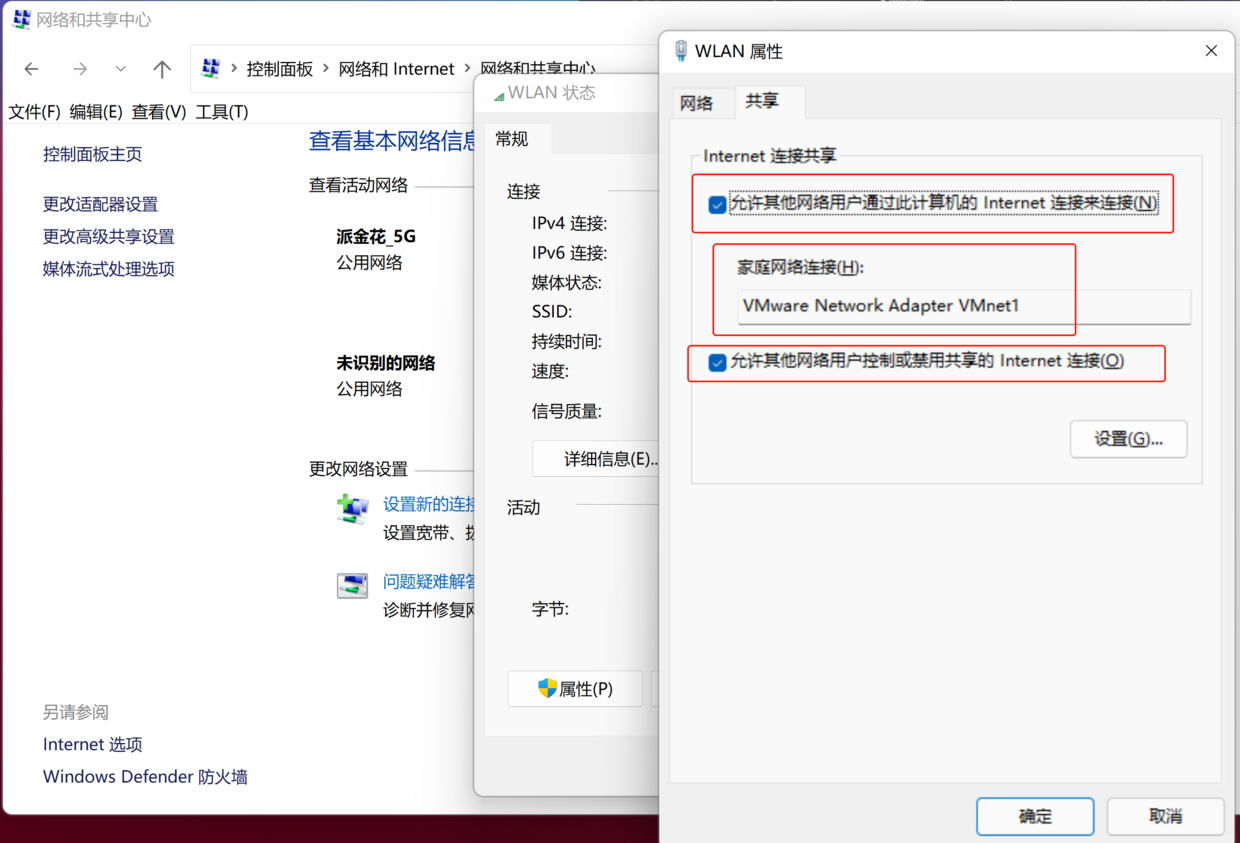 网络和共享中心
控制面板 > 网络和 Internet > 网络和共享中心
文件(F) 编辑(E) 查看(V) 工具(T)
控制面板主页
更改适配器设置
更改高级共享设置
媒体流式处理选项
另请参阅
Internet 选项
Windows Defender 防火墙
查看基本网络信息
查看活动网络
派金花_5G
公用网络
未识别的网络
公用网络
更改网络设置
设置新的连接
设置宽带、拨
问题疑难解答
诊断并修复网
WLAN 状态
常规
连接
IPv4 连接:
IPv6 连接:
媒体状态:
SSID:
持续时间:
速度:
信号质量:
详细信息(E)...
活动
字节:
属性(P)
WLAN 属性
网络 共享
Internet 连接共享
允许其他网络用户通过此计算机的 Internet 连接来连接(N)
家庭网络连接(H):
VMware Network Adapter VMnet1
允许其他网络用户控制或禁用共享的 Internet 连接(O)
设置(G)...
确定 取消